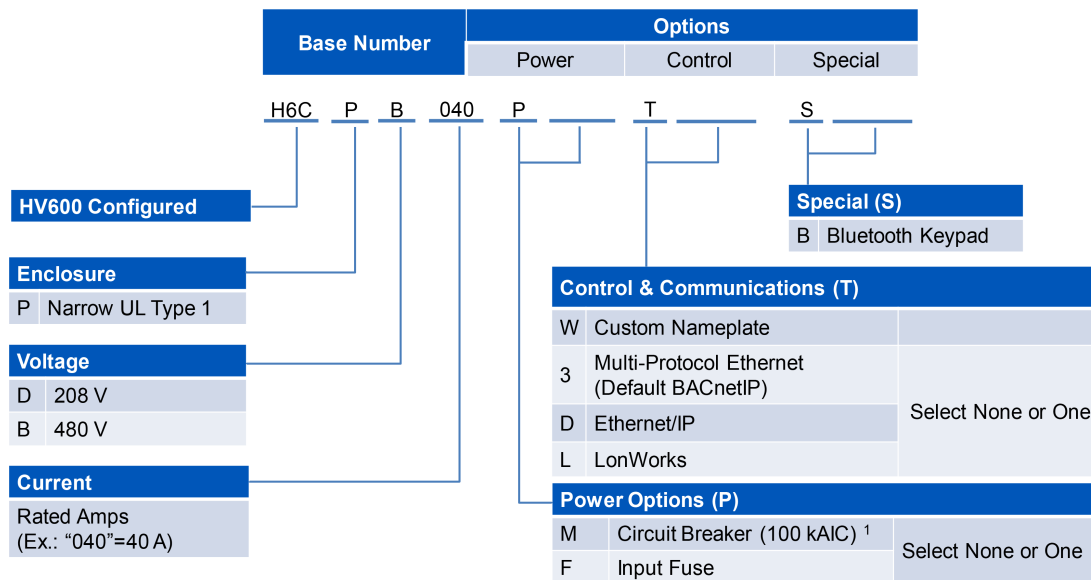 Base Number
Options
Power Control Special
H6C P B 040 P T S
HV600 Configured
Special (S)
B Bluetooth Keypad
Enclosure
P Narrow UL Type 1
Control & Communications (T)
W Custom Nameplate
3 Multi-Protocol Ethernet
(Default BACnetIP)
D Ethernet/IP
L LonWorks
Select None or One
Voltage
D 208 V
B 480 V
Current
Rated Amps
(Ex.: “040”=40 A)
Power Options (P)
M Circuit Breaker (100 kAIC) 1
F Input Fuse
Select None or One